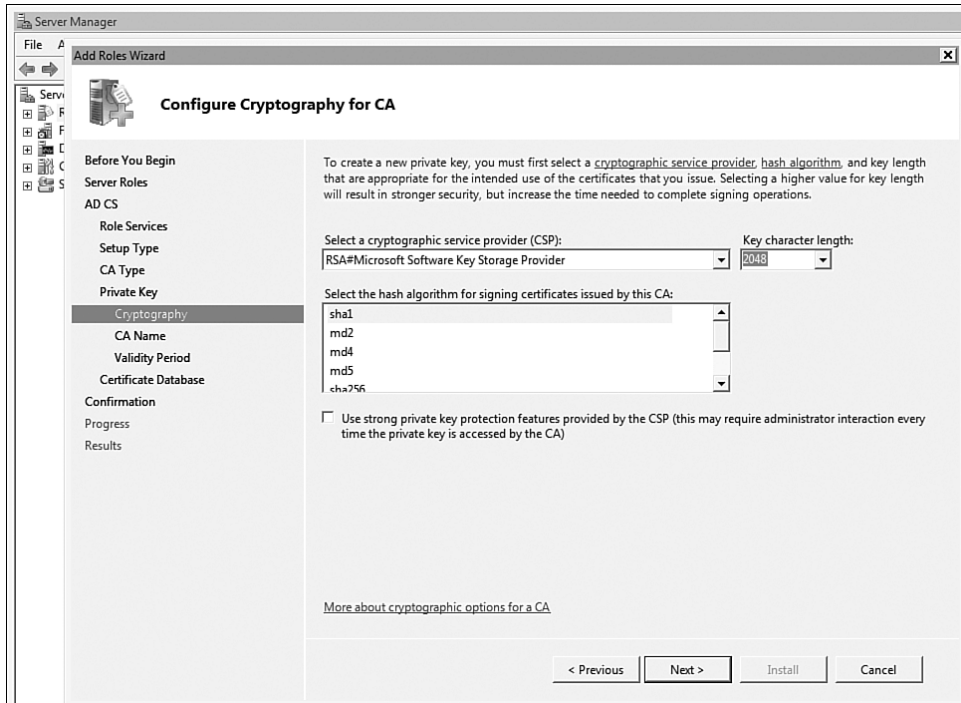 Server Manager
File A
Add Roles Wizard
Serve
R
F
D
C
S
Configure Cryptography for CA
Before You Begin
Server Roles
AD CS
Role Services
Setup Type
CA Type
Private Key
Cryptography
CA Name
Validity Period
Certificate Database
Confirmation
Progress
Results
To create a new private key, you must first select a cryptographic service provider, hash algorithm, and key length
that are appropriate for the intended use of the certificates that you issue. Selecting a higher value for key length
will result in stronger security, but increase the time needed to complete signing operations.
Select a cryptographic service provider (CSP):
Key character length:
RSA#Microsoft Software Key Storage Provider
2048
Select the hash algorithm for signing certificates issued by this CA:
sha1
md2
md4
md5
sha256
Use strong private key protection features provided by the CSP (this may require administrator interaction every
time the private key is accessed by the CA)
More about cryptographic options for a CA
< Previous
Next >
Install
Cancel